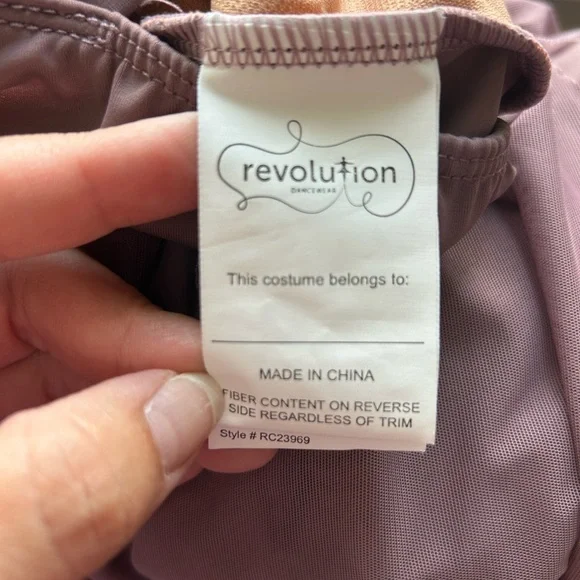 revolution
DANCEWEAR
This costume belongs to:
MADE IN CHINA
FIBER CONTENT ON REVERSE
SIDE REGARDLESS OF TRIM
Style # RC23969